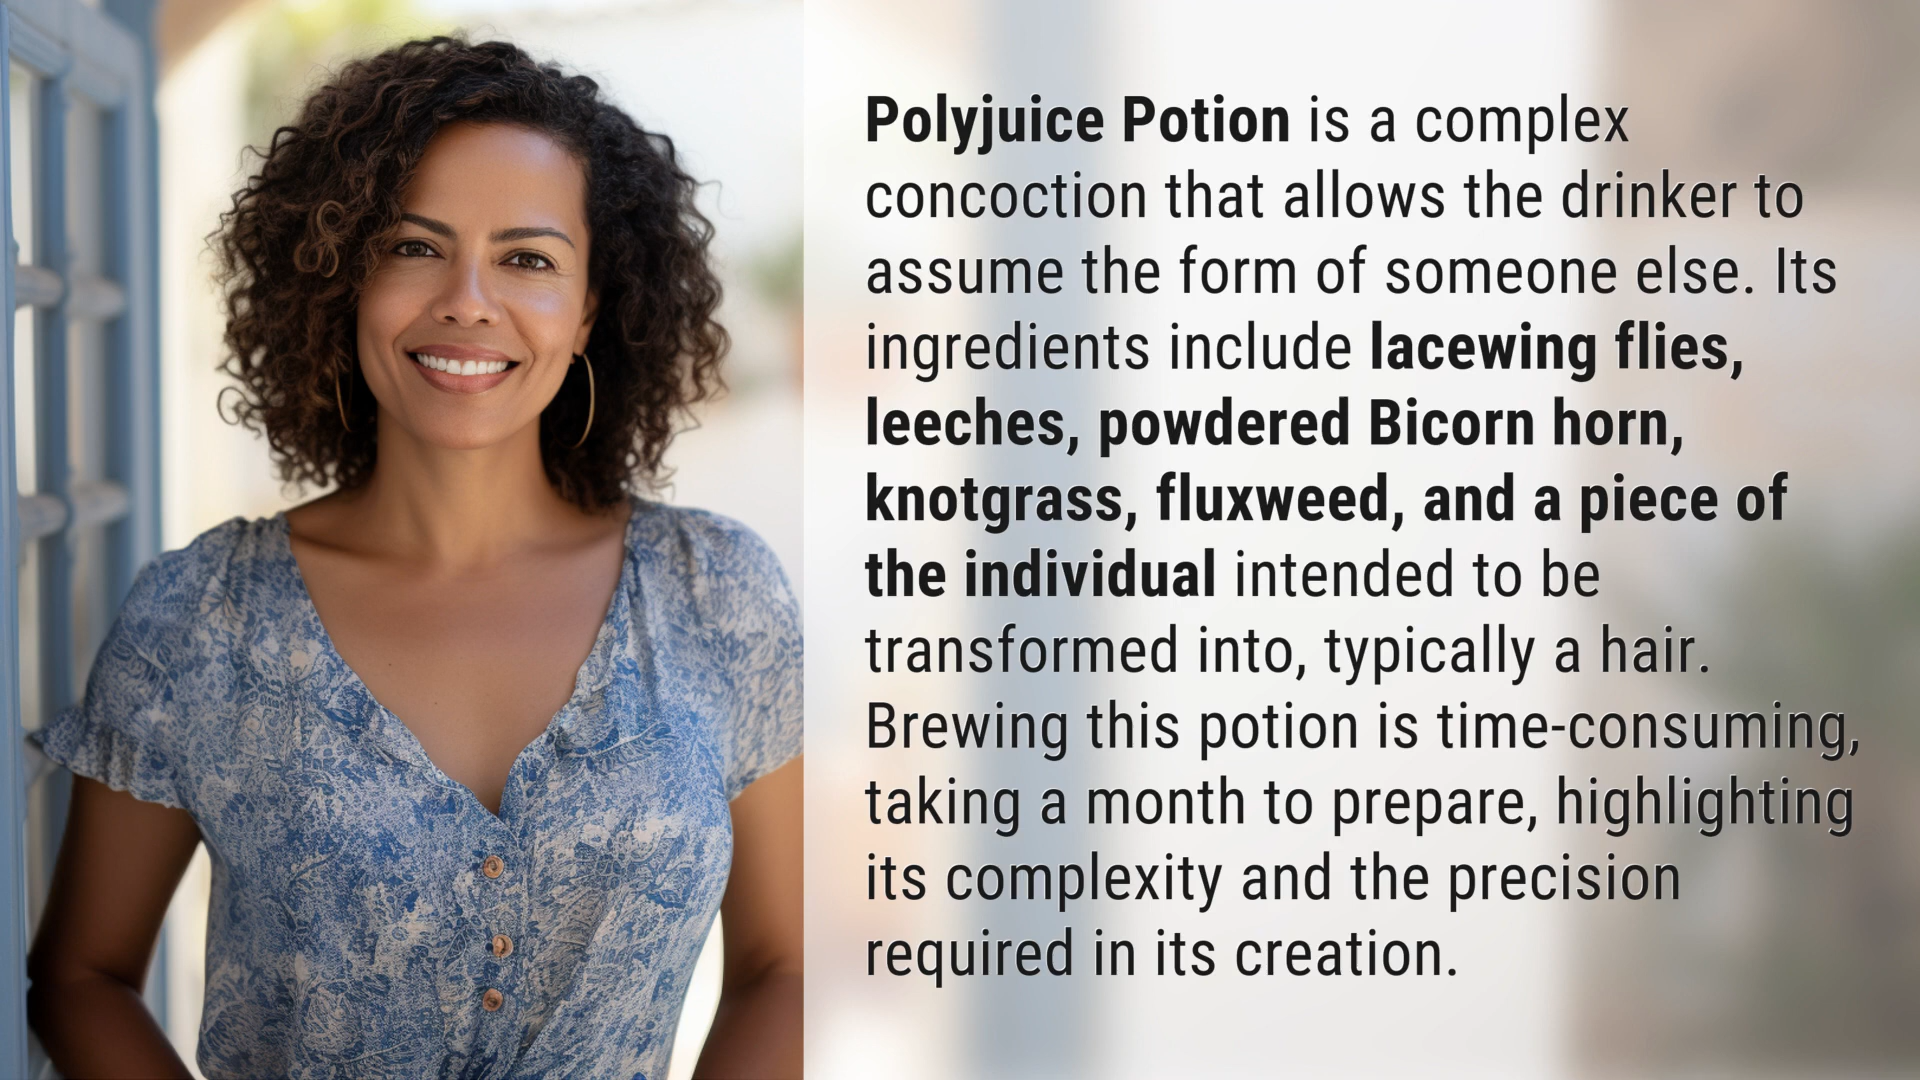 Polyjuice Potion is a complex
concoction that allows the drinker to
assume the form of someone else. Its
ingredients include lacewing flies,
leeches, powdered Bicorn horn,
knotgrass, fluxweed, and a piece of
the individual intended to be
transformed into, typically a hair.
Brewing this potion is time-consuming,
taking a month to prepare, highlighting
its complexity and the precision
required in its creation.